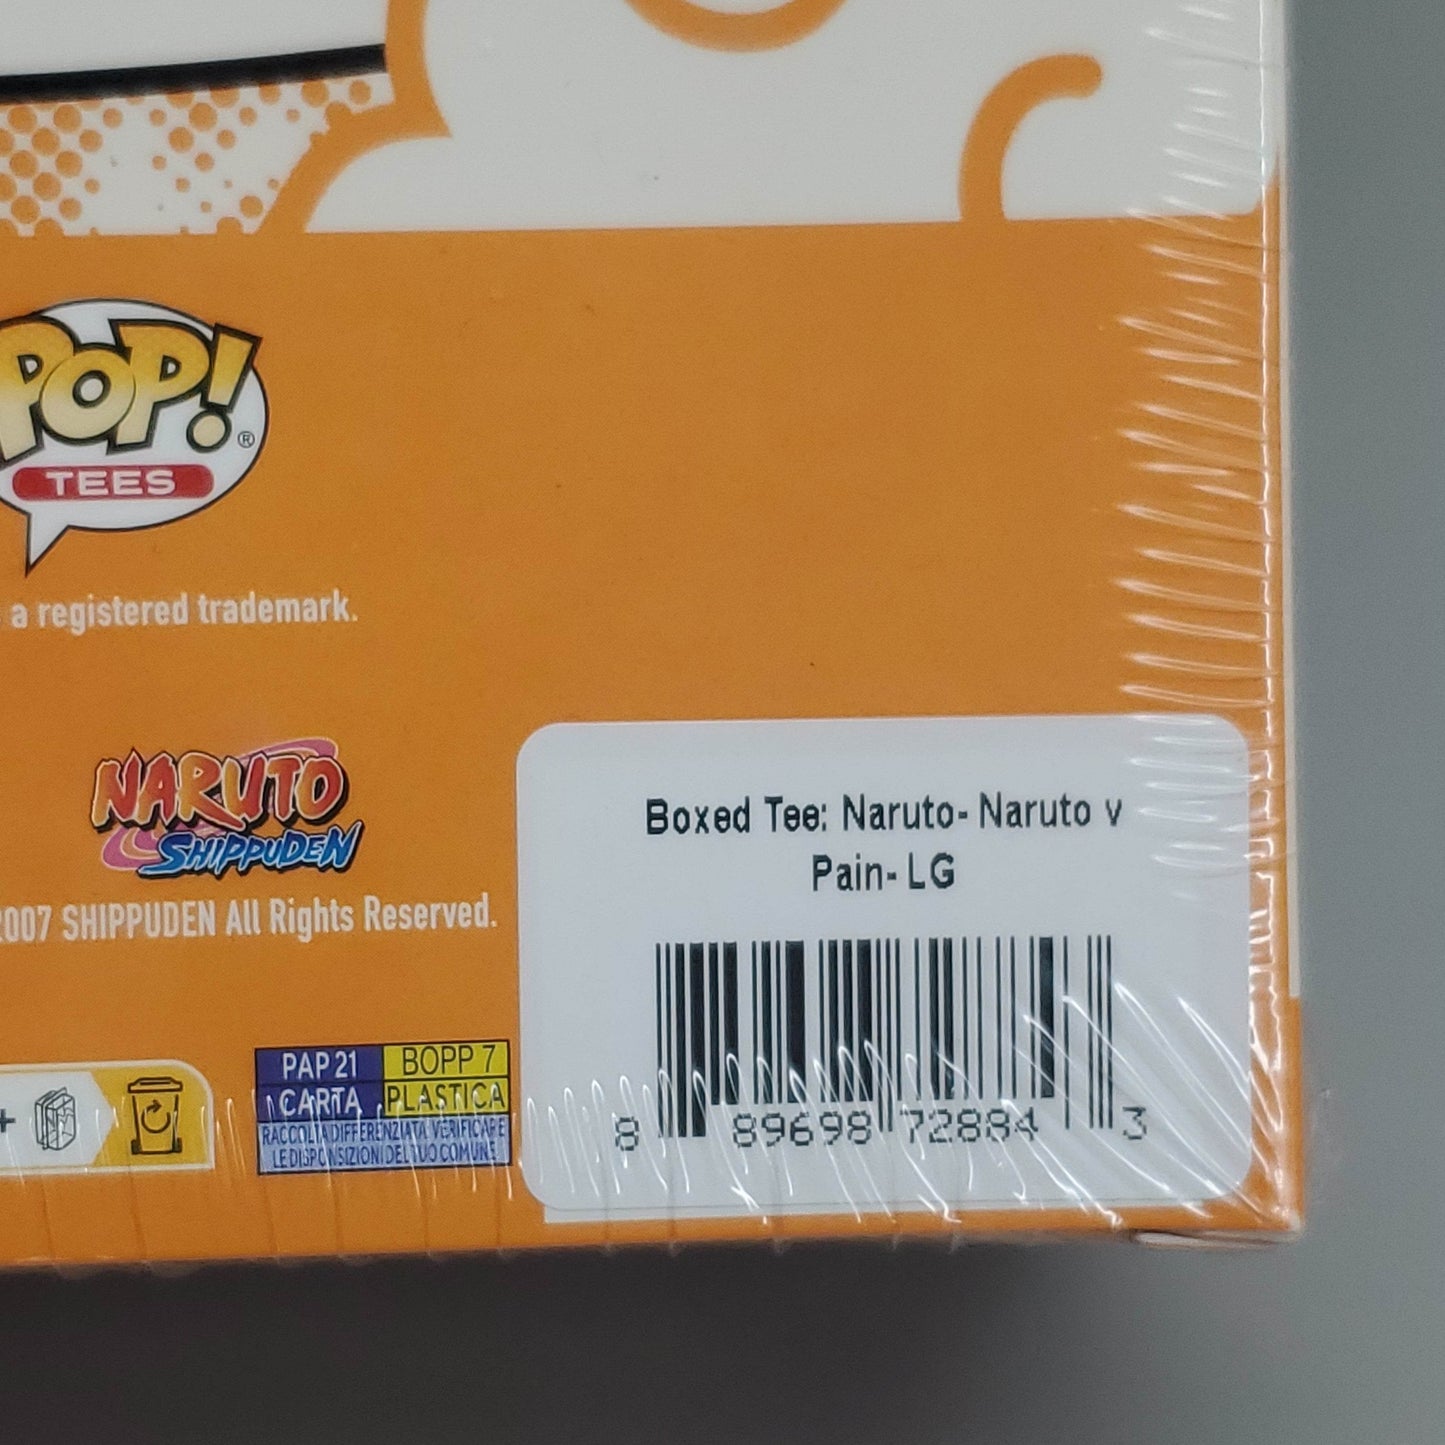 POP! ®
TEES
a registered trademark.
NARUTO
SHIPPUDEN
2007 SHIPPUDEN All Rights Reserved.
Boxed Tee: Naruto- Naruto v
Pain- LG
8 89698 72884 3
+
PAP 21 BOPP 7
CARTA PLASTICA
RACCOLTA DIFFERENZIATA. VERIFICARE
LE DISPONSIZIONI DEL TUO COMUNE